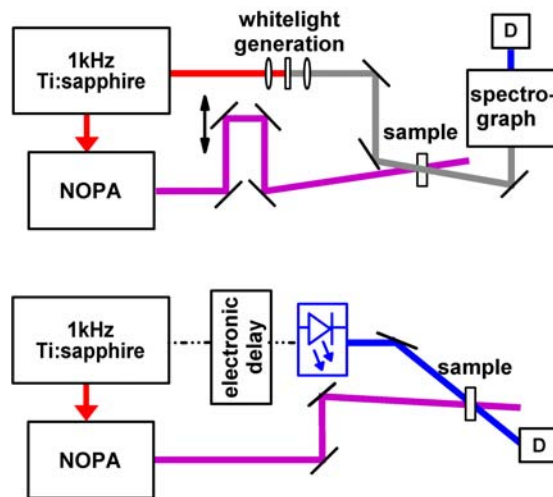 whitelight
generation
1kHz
Ti:sapphire
D
spectro-
graph
sample
NOPA
1kHz
Ti:sapphire
electronic
delay
sample
NOPA
D